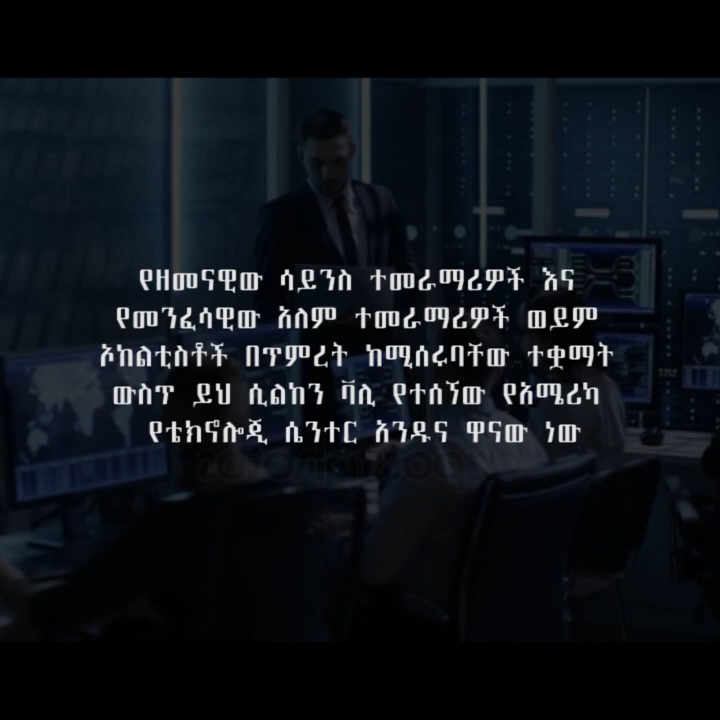 የዘመናዊው ሳይንስ ተመራማሪዎች እና
የመንፈሳዊው አለም ተመራማሪዎች ወይም
ኦከልቲስቶች በጥምረት ከሚሰሩባቸው ተቋማት
ውስጥ ይህ ሲልከን ቫሊ የተሰኘው የአሜሪካ
የቴክኖሎጂ ሴንተር አንዱና ዋናው ነው